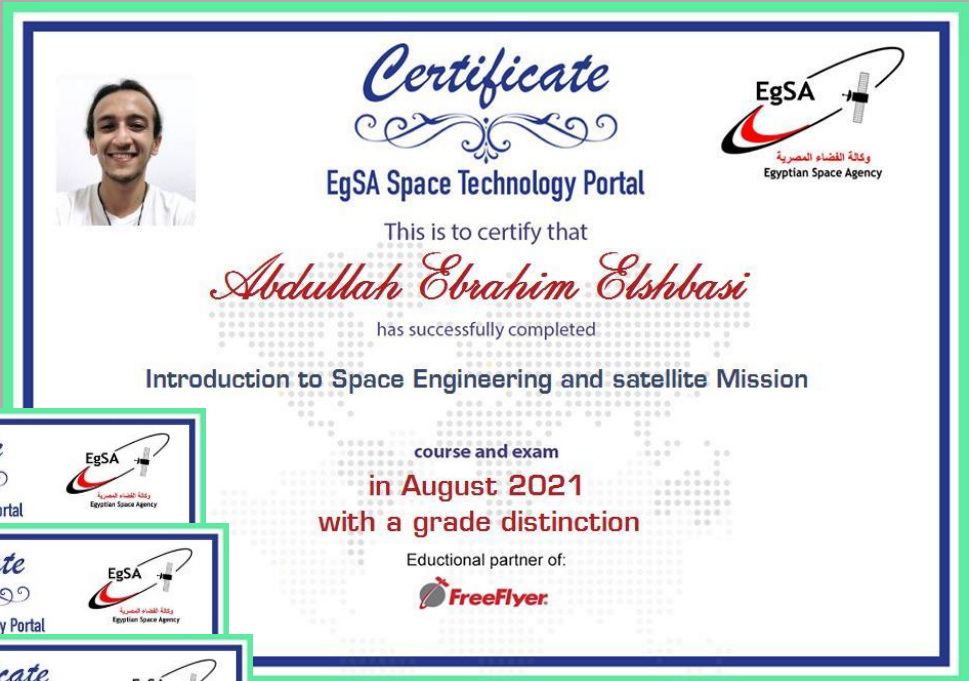 Certificate
EgSA Space Technology Portal
EgSA
وكالة الفضاء المصرية
Egyptian Space Agency
This is to certify that
Abdullah Ebrahim Elshbasi
has successfully completed
Introduction to Space Engineering and satellite Mission
course and exam
in August 2021
with a grade distinction
Eductional partner of:
FreeFlyer.
e
ortal
EgSA
وكالة الفضاء المصرية
Egyptian Space Agency
te
y Portal
EgSA
وكالة الفضاء المصرية
Egyptian Space Agency
cate